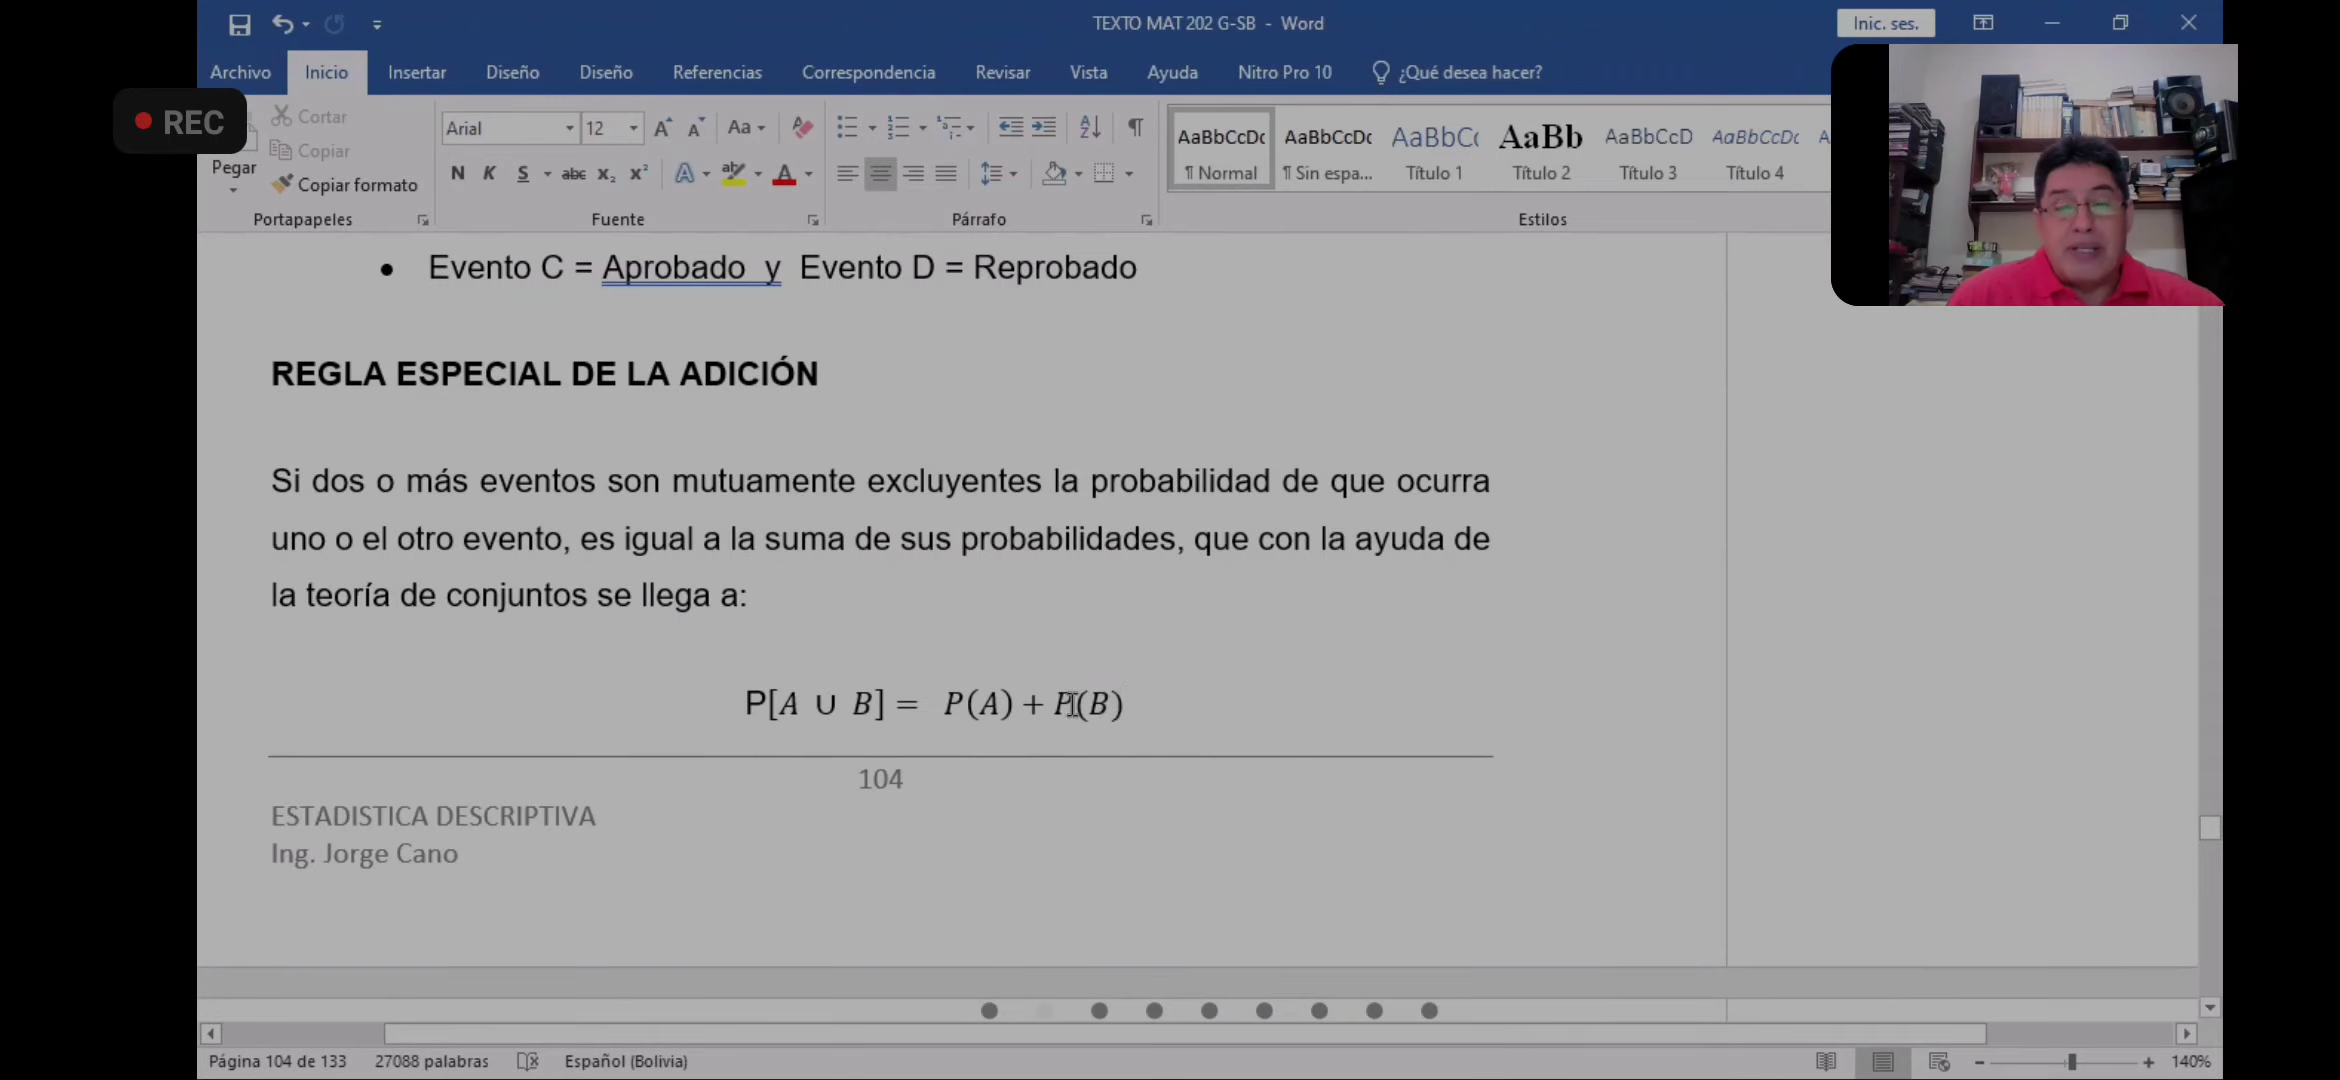 TEXTO MAT 202 G-SB - Word
Inic. ses.
Archivo Inicio Insertar Diseño Diseño Referencias Correspondencia Revisar Vista Ayuda Nitro Pro 10 ¿Qué desea hacer?
REC
Pegar
Cortar
Copiar
Copiar formato
Portapapeles
Arial 12
Aa
N K S abc x₂ x²
Fuente
Párrafo
AaBbCcDc AaBbCcDc AaBbC( AaBb AaBbCcD AaBbCcDc
¶ Normal ¶ Sin espa... Título 1 Título 2 Título 3 Título 4
Estilos
• Evento C = Aprobado y Evento D = Reprobado
REGLA ESPECIAL DE LA ADICIÓN
Si dos o más eventos son mutuamente excluyentes la probabilidad de que ocurra
uno o el otro evento, es igual a la suma de sus probabilidades, que con la ayuda de
la teoría de conjuntos se llega a:
P[A ∪ B] = P(A) + P(B)
104
ESTADISTICA DESCRIPTIVA
Ing. Jorge Cano
Página 104 de 133 27088 palabras Español (Bolivia) 140%